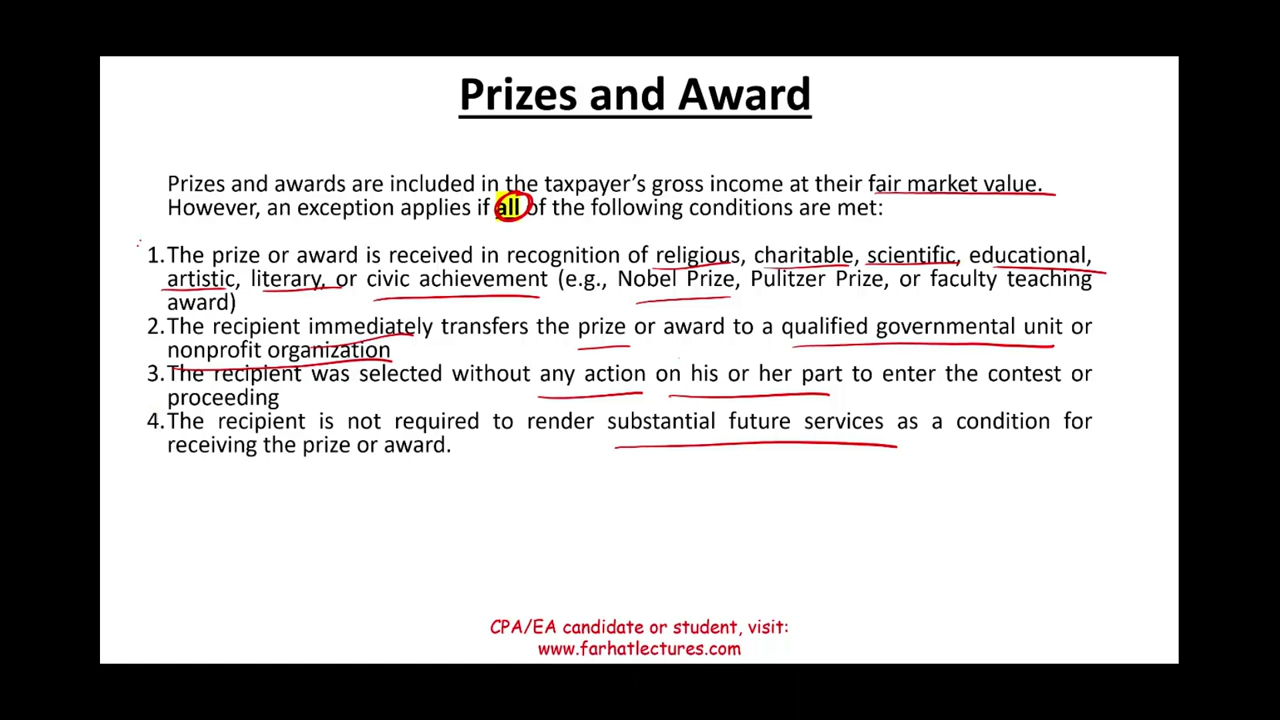 Prizes and Award
Prizes and awards are included in the taxpayer's gross income at their fair market value.
However, an exception applies if all of the following conditions are met:
1.The prize or award is received in recognition of religious, charitable, scientific, educational,
artistic, literary, or civic achievement (e.g., Nobel Prize, Pulitzer Prize, or faculty teaching
award)
2.The recipient immediately transfers the prize or award to a qualified governmental unit or
nonprofit organization
3.The recipient was selected without any action on his or her part to enter the contest or
proceeding
4.The recipient is not required to render substantial future services as a condition for
receiving the prize or award.
CPA/EA candidate or student, visit:
www.farhatlectures.com